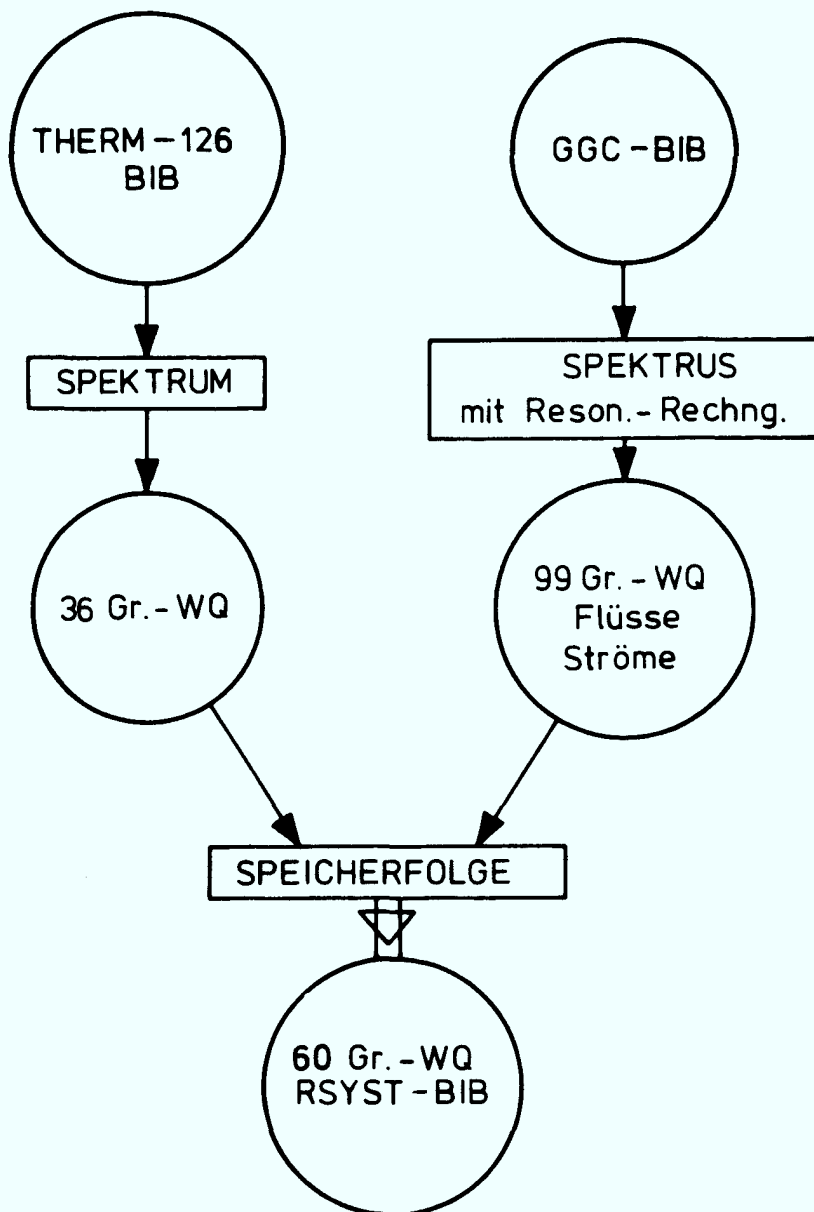 THERM-126
BIB
GGC-BIB
SPEKTRUM
SPEKTRUS
mit Reson.-Rechng.
36 Gr.-WQ
99 Gr.-WQ
Flüsse
Ströme
SPEICHERFOLGE
60 Gr.-WQ
RSYST-BIB